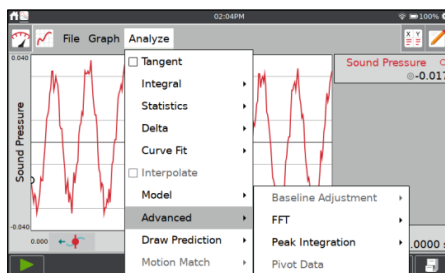 02:04PM 100%
File Graph Analyze
X Y
0.040
Tangent
Integral
Statistics
Delta
Curve Fit
Interpolate
Model
Advanced
Draw Prediction
Motion Match
Baseline Adjustment
FFT
Peak Integration
Pivot Data
Sound Pressure
-0.017
Sound Pressure
-0.040
0.000
.0000 s